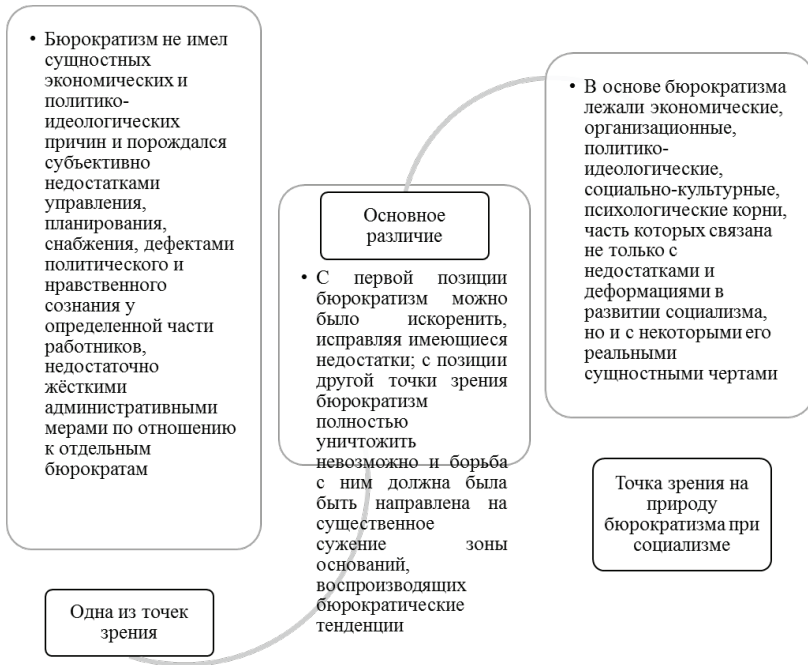 • Бюрократизм не имел
сущностных
экономических и
политико-
идеологических
причин и порождался
субъективно
недостатками
управления,
планирования,
снабжения, дефектами
политического и
нравственного
сознания у
определенной части
работников,
недостаточно
жёсткими
административными
мерами по отношению
к отдельным
бюрократам
Одна из точек
зрения
Основное
различие
• С первой позиции
бюрократизм можно
было искоренить,
исправляя имеющиеся
недостатки; с позиции
другой точки зрения
бюрократизм
полностью
уничтожить
невозможно и борьба
с ним должна была
быть направлена на
существенное
сужение зоны
оснований,
воспроизводящих
бюрократические
тенденции
• В основе бюрократизма
лежали экономические,
организационные,
политико-
идеологические,
социально-культурные,
психологические корни,
часть которых связана
не только с
недостатками и
деформациями в
развитии социализма,
но и с некоторыми его
реальными
сущностными чертами
Точка зрения на
природу
бюрократизма при
социализме